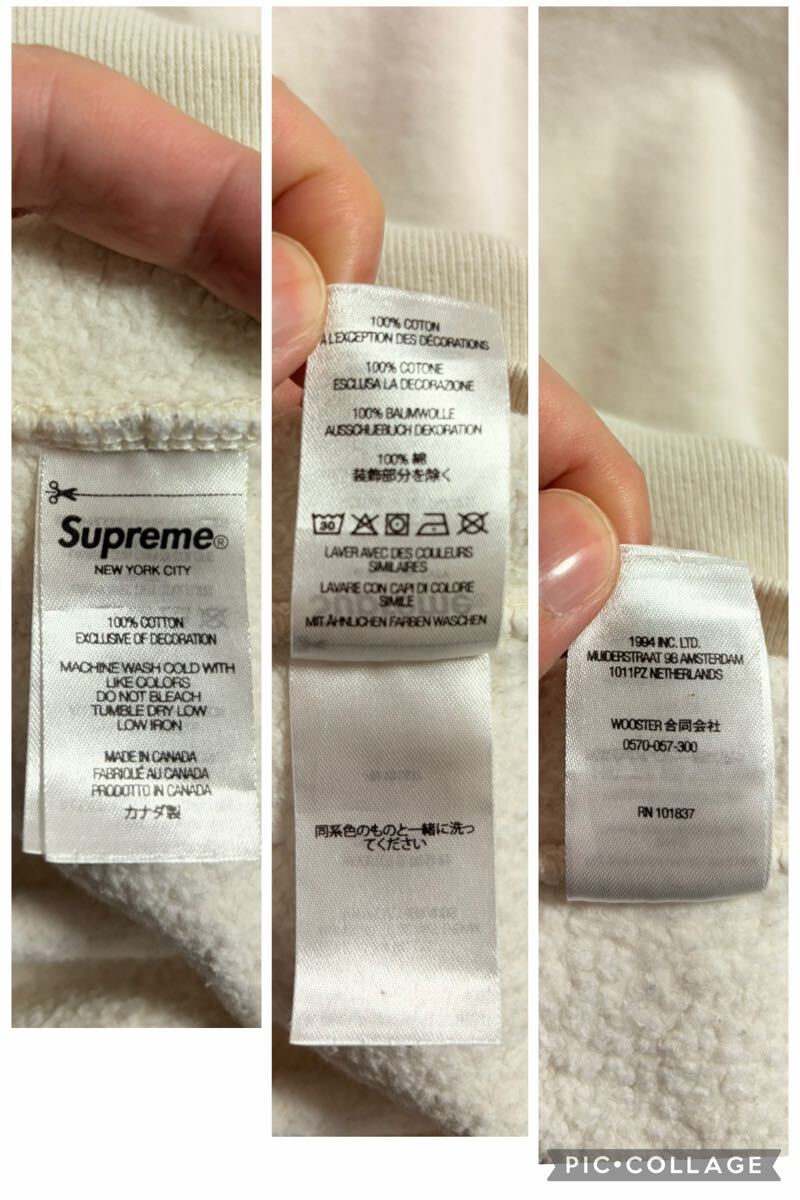 Supreme®
NEW YORK CITY
100% COTTON
EXCLUSIVE OF DECORATION
MACHINE WASH COLD WITH
LIKE COLORS
DO NOT BLEACH
TUMBLE DRY LOW
LOW IRON
MADE IN CANADA
FABRIQUÉ AU CANADA
PRODOTTO IN CANADA
カナダ製
100% COTON
A L'EXCEPTION DES DÉCORATIONS
100% COTONE
ESCLUSA LA DECORAZIONE
100% BAUMWOLLE
AUSSCHLIEBLICH DEKORATION
100% 綿
装飾部分を除く
30
LAVER AVEC DES COULEURS
SIMILAIRES
LAVARE CON CAPI DI COLORE
SIMILE
MIT ÄHNLICHEN FARBEN WASCHEN
同系色のものと一緒に洗っ
てください
1994 INC. LTD.
MUIDERSTRAAT 9B AMSTERDAM
1011PZ NETHERLANDS
WOOSTER 合同会社
0570-057-300
RN 101837
PIC•COLLAGE